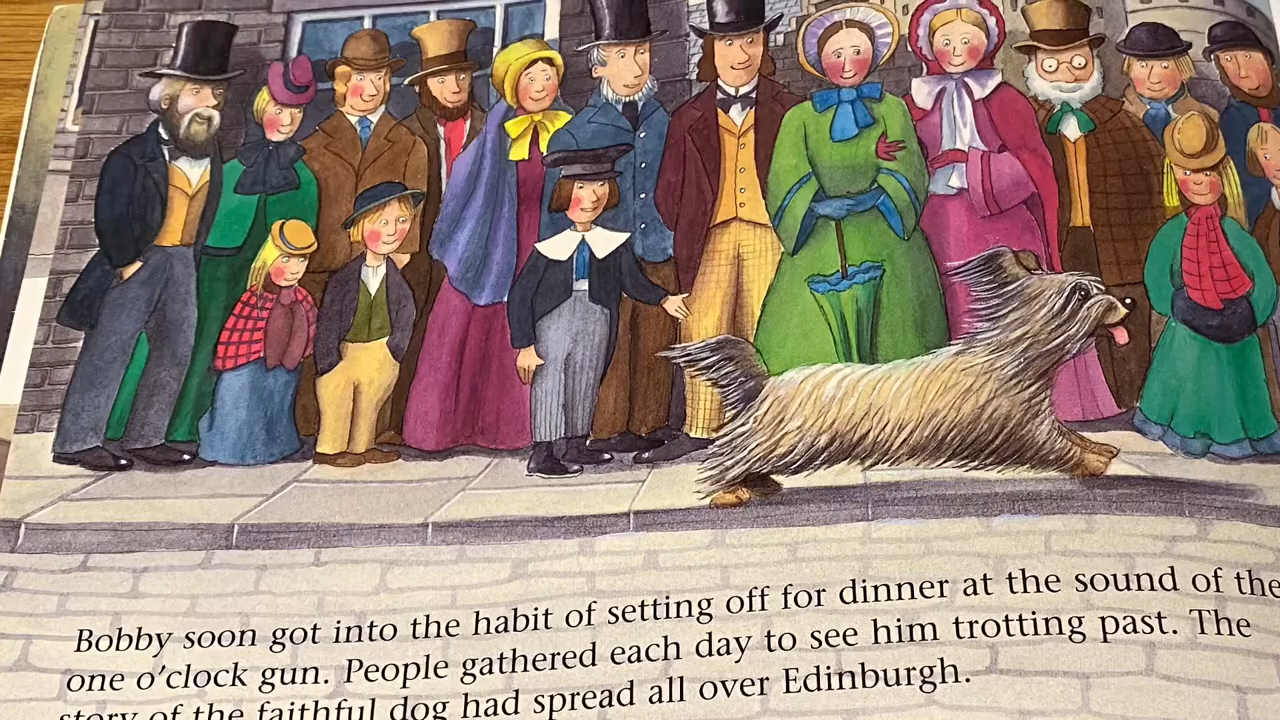 Bobby soon got into the habit of setting off for dinner at the sound of the
one o'clock gun. People gathered each day to see him trotting past. The
story of the faithful dog had spread all over Edinburgh.